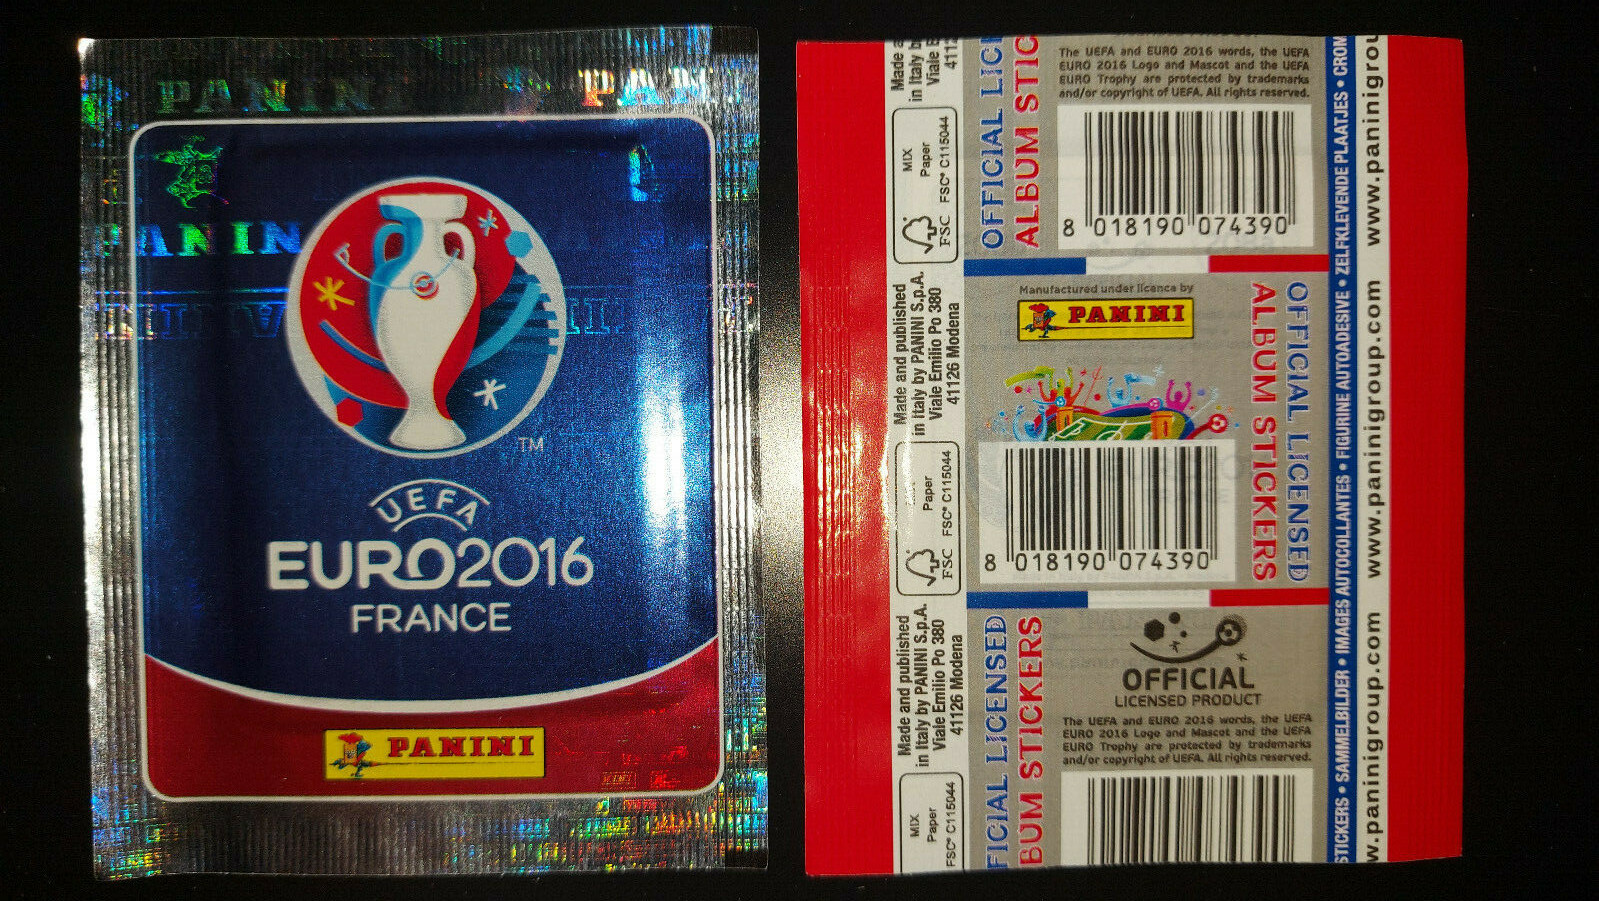 PANINI
PAN
PANIN
TM
UEFA
EURO2016
FRANCE
PANINI
Made and published
in Italy by PANINI S.p.A.
Viale Emilio Po 380
41126 Modena
MIX
Paper
FSC® C115044
FSC
Made and published
in Italy by PANINI S.p.A.
Viale Emilio Po 380
41126 Modena
Paper
FSC® C115044
FSC
MIX
Paper
FSC® C115044
OFFICIAL LIC
ALBUM STIC
The UEFA and EURO 2016 words, the UEFA
EURO 2016 Logo and Mascot and the UEFA
EURO Trophy are protected by trademarks
and/or copyright of UEFA. All rights reserved.
8 018190 074390
Manufactured under licence by
PANINI
OFFICIAL LICENSED
ALBUM STICKERS
8 018190 074390
FICIAL LICENSED
BUM STICKERS
OFFICIAL
LICENSED PRODUCT
The UEFA and EURO 2016 words, the UEFA
EURO 2016 Logo and Mascot and the UEFA
EURO Trophy are protected by trademarks
and/or copyright of UEFA. All rights reserved.
STICKERS • SAMMELBILDER • IMAGES AUTOCOLLANTES • FIGURINE AUTOADESIVE • ZELFKLEVENDE PLAATJES • CROM
w.paninigroup.com www.paninigroup.com www.paninigrou